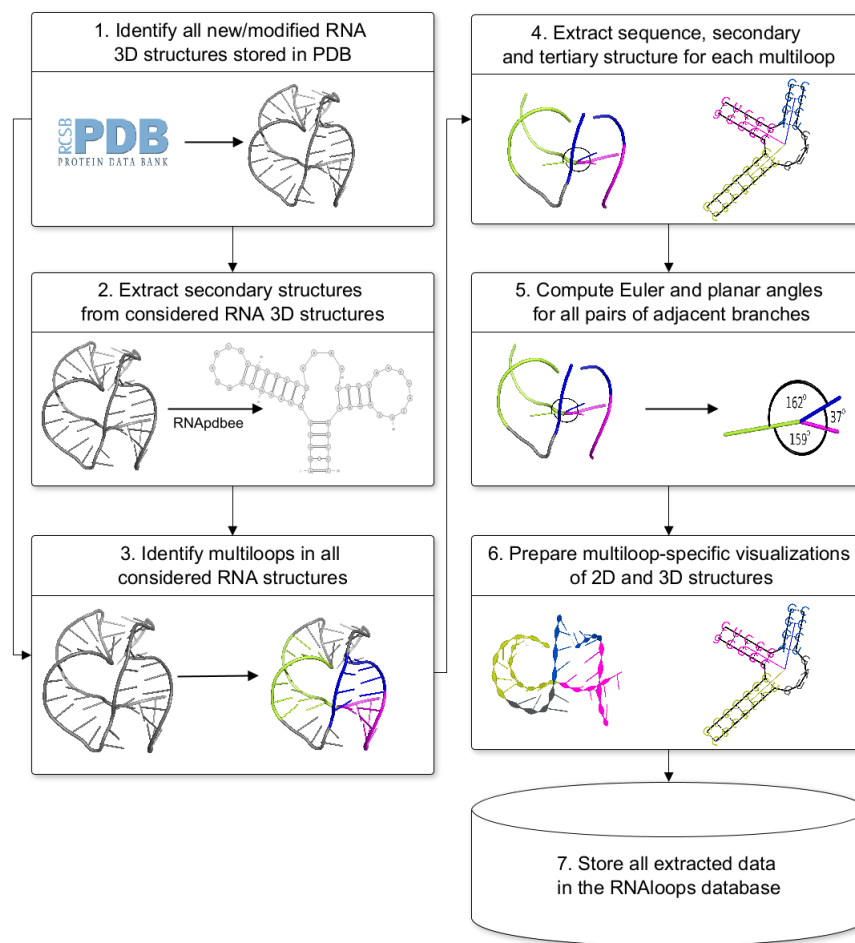 1. Identify all new/modified RNA
3D structures stored in PDB
RCSB
PDB
PROTEIN DATA BANK
2. Extract secondary structures
from considered RNA 3D structures
RNApdbee
3. Identify multiloops in all
considered RNA structures
4. Extract sequence, secondary
and tertiary structure for each multiloop
5. Compute Euler and planar angles
for all pairs of adjacent branches
162°
37°
159°
6. Prepare multiloop-specific visualizations
of 2D and 3D structures
7. Store all extracted data
in the RNAloops database